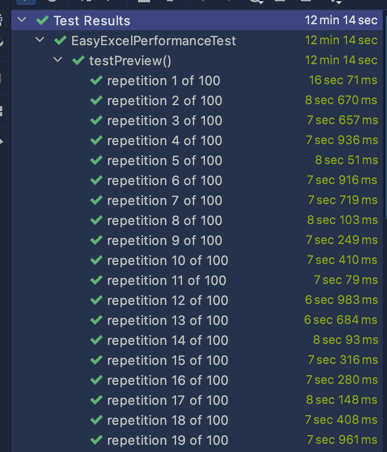 Test Results 12 min 14 sec
EasyExcelPerformanceTest 12 min 14 sec
testPreview() 12 min 14 sec
repetition 1 of 100 16 sec 71 ms
repetition 2 of 100 8 sec 670 ms
repetition 3 of 100 7 sec 657 ms
repetition 4 of 100 7 sec 936 ms
repetition 5 of 100 8 sec 51 ms
repetition 6 of 100 7 sec 916 ms
repetition 7 of 100 7 sec 719 ms
repetition 8 of 100 8 sec 103 ms
repetition 9 of 100 7 sec 249 ms
repetition 10 of 100 7 sec 410 ms
repetition 11 of 100 7 sec 79 ms
repetition 12 of 100 6 sec 983 ms
repetition 13 of 100 6 sec 684 ms
repetition 14 of 100 8 sec 93 ms
repetition 15 of 100 7 sec 316 ms
repetition 16 of 100 7 sec 280 ms
repetition 17 of 100 8 sec 148 ms
repetition 18 of 100 7 sec 408 ms
repetition 19 of 100 7 sec 961 ms